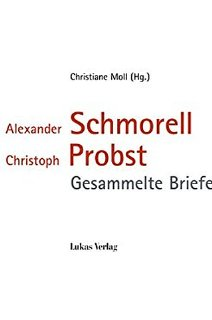 Christiane Moll (Hg.)
Alexander Schmorell
Christoph Probst
Gesammelte Briefe
Lukas Verlag